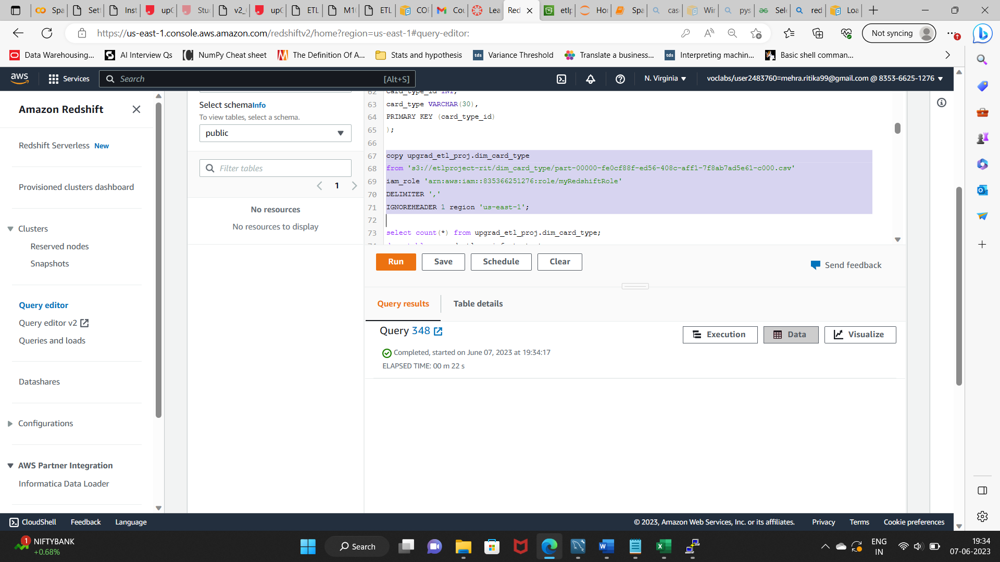 Spa
Sett
Inst
upG
Stu
v2_
upG
ETL
M1
ETL
COI
Cou
Lea
Red
etlp
Hor
Spa
cas
Wir
pys
Sel
red
Loa
https://us-east-1.console.aws.amazon.com/redshiftv2/home?region=us-east-1#query-editor:
Not syncing
Data Warehousing...
AI Interview Qs
NumPy Cheat sheet
The Definition Of A...
Stats and hypothesis
tds Variance Threshold
Translate a business...
tds Interpreting machin...
Basic shell comman...
aws
Services
Search [Alt+S]
N. Virginia
voclabs/user2483760=mehra.ritika99@gmail.com @ 8353-6625-1276
Amazon Redshift
Redshift Serverless New
Provisioned clusters dashboard
Clusters
Reserved nodes
Snapshots
Query editor
Query editor v2
Queries and loads
Datashares
Configurations
AWS Partner Integration
Informatica Data Loader
Select schemaInfo
To view tables, select a schema.
public
Filter tables
1
No resources
No resources to display
62 card_type_id INT,
63 card_type VARCHAR(30),
64 PRIMARY KEY (card_type_id)
65 );
66
67 copy upgrad_etl_proj.dim_card_type
68 from 's3://etlproject-rit/dim_card_type/part-00000-fe0cf88f-ed56-408c-aff1-7f8ab7ad5e61-c000.csv'
69 iam_role 'arn:aws:iam::835366251276:role/myRedshiftRole'
70 DELIMITER ','
71 IGNOREHEADER 1 region 'us-east-1';
72
73 select count(*) from upgrad_etl_proj.dim_card_type;
Run
Save
Schedule
Clear
Send feedback
Query results
Table details
Query 348
Execution
Data
Visualize
Completed, started on June 07, 2023 at 19:34:17
ELAPSED TIME: 00 m 22 s
CloudShell
Feedback
Language
© 2023, Amazon Web Services, Inc. or its affiliates.
Privacy
Terms
Cookie preferences
1
NIFTYBANK
+0.68%
Search
ENG
IN
19:34
07-06-2023